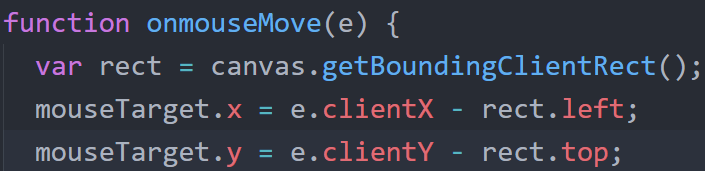 function onmouseMove(e) {
  var rect = canvas.getBoundingClientRect();
  mouseTarget.x = e.clientX - rect.left;
  mouseTarget.y = e.clientY - rect.top;